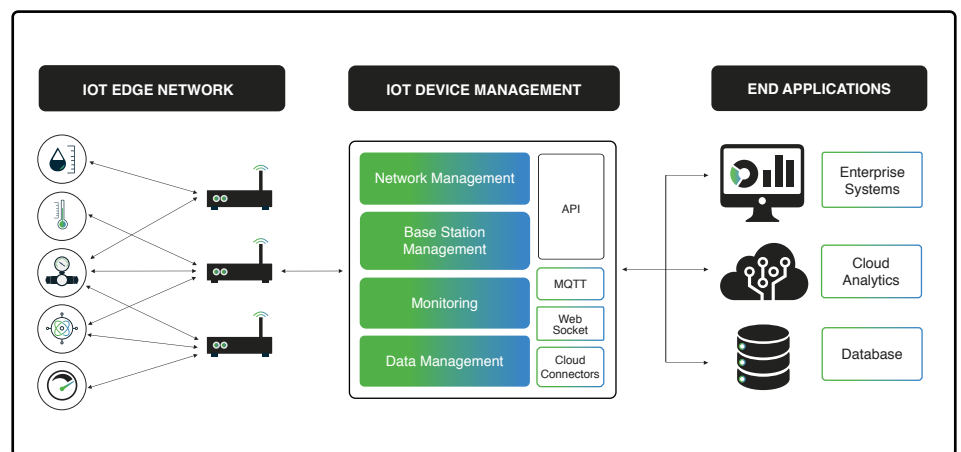 IOT EDGE NETWORK
IOT DEVICE MANAGEMENT
END APPLICATIONS
Network Management
Base Station
Management
Monitoring
Data Management
API
MQTT
Web
Socket
Cloud
Connectors
Enterprise
Systems
Cloud
Analytics
Database